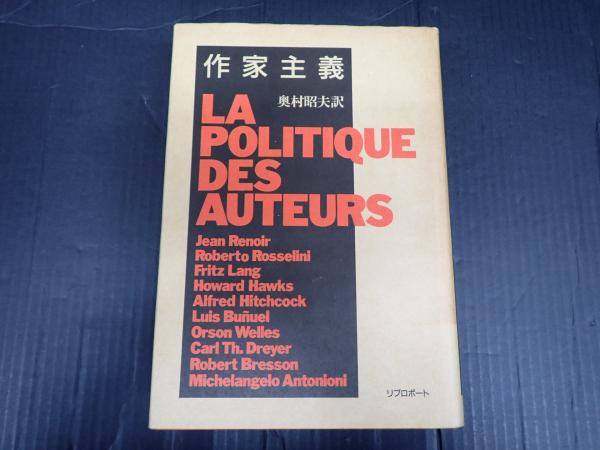 作家主義
奥村昭夫訳
LA
POLITIQUE
DES
AUTEURS
Jean Renoir
Roberto Rosselini
Fritz Lang
Howard Hawks
Alfred Hitchcock
Luis Buñuel
Orson Welles
Carl Th. Dreyer
Robert Bresson
Michelangelo Antonioni
リブロポート